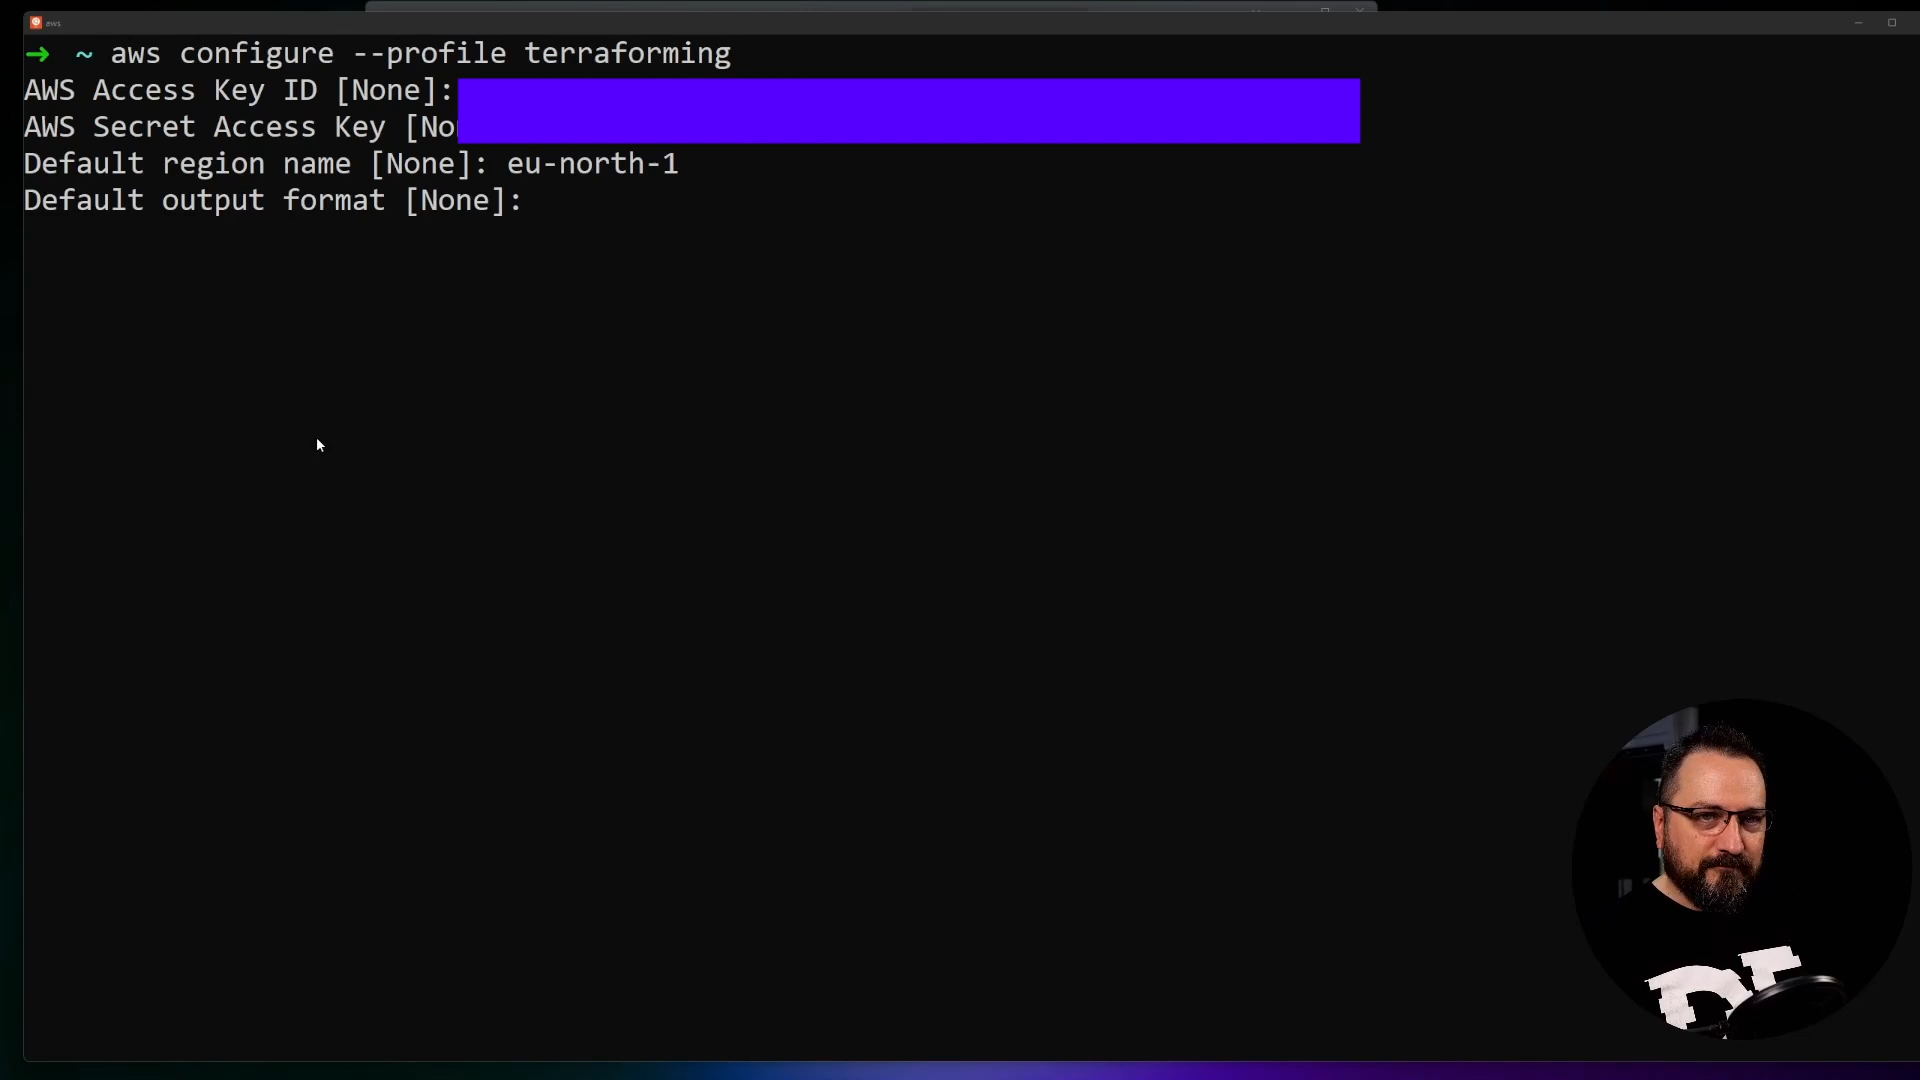 aws
➜ ~ aws configure --profile terraforming
AWS Access Key ID [None]:
AWS Secret Access Key [No
Default region name [None]: eu-north-1
Default output format [None]: